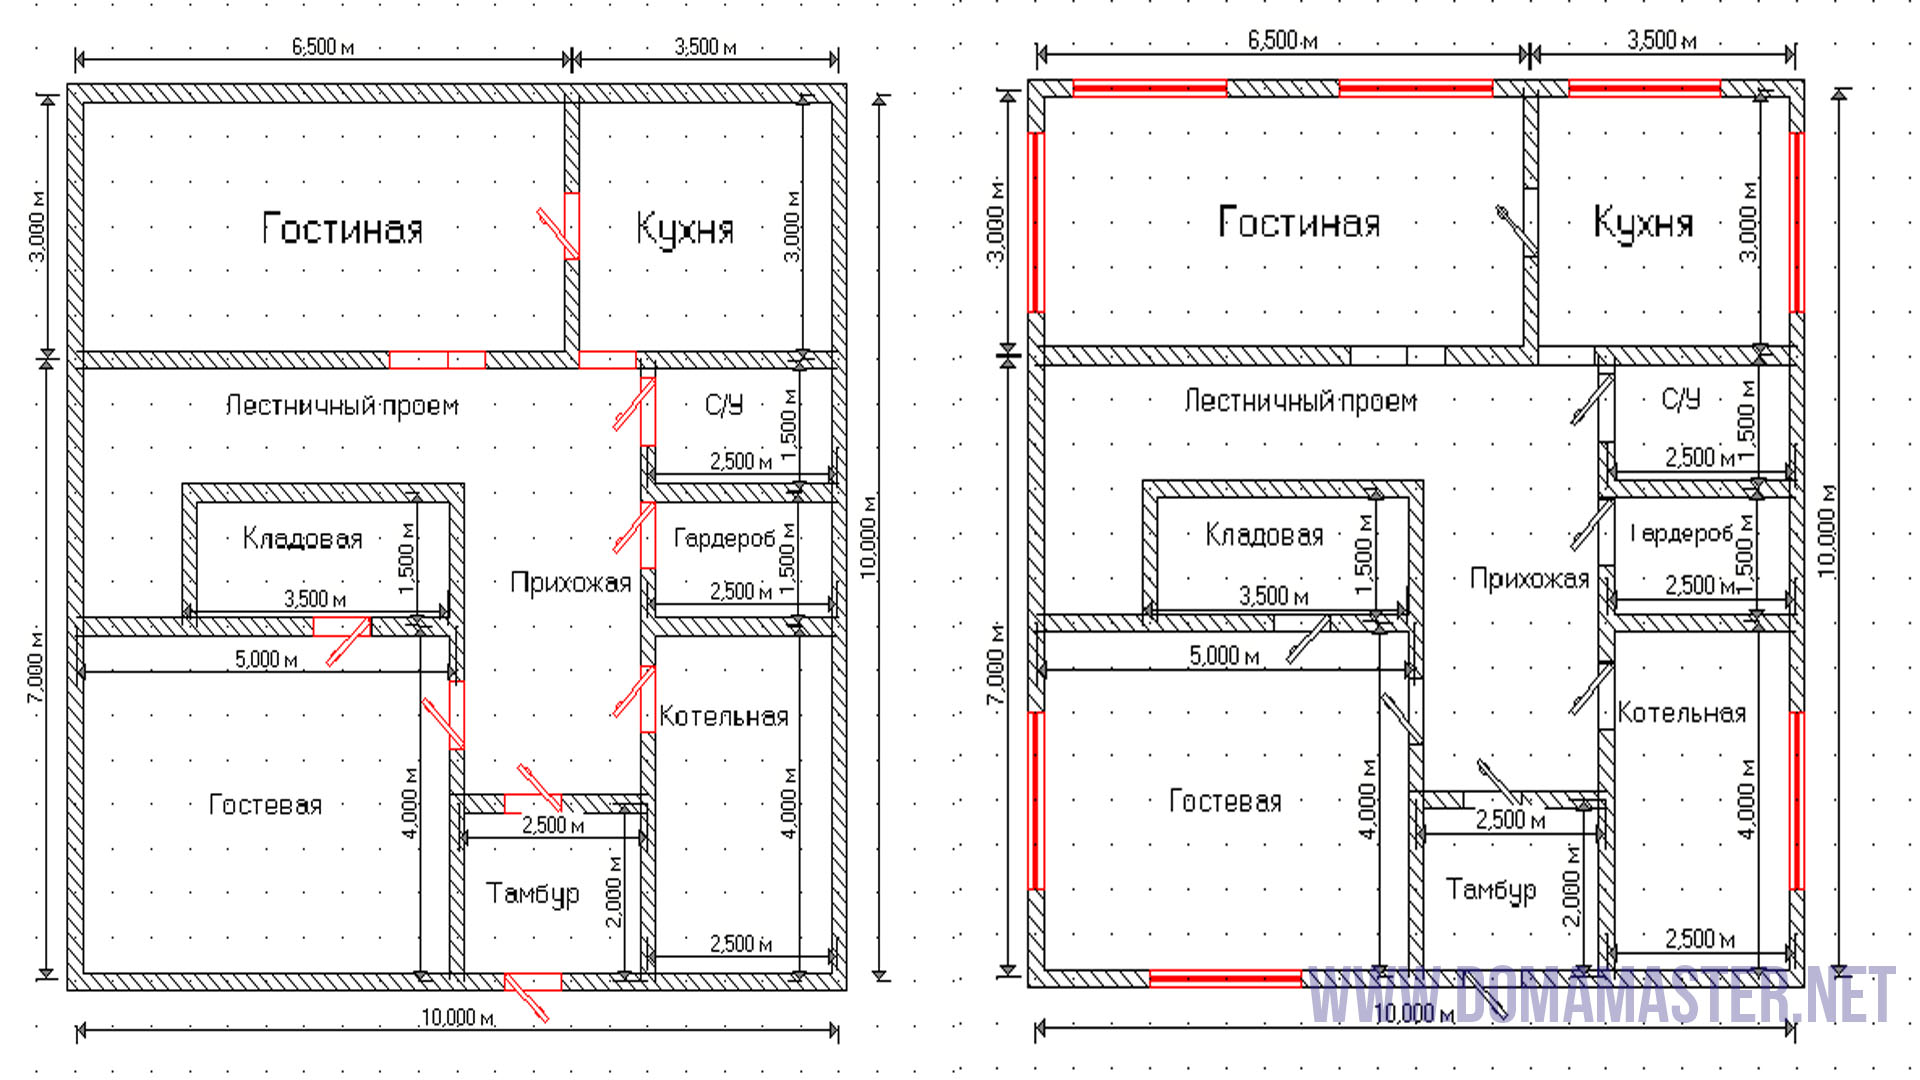 6,500 м
3,500 м
3,000 м
Гостиная
Кухня
3,000 м
Лестничный проем
С/У
1,500 м
2,500 м
10,000 м
Кладовая
1,500 м
3,500 м
Прихожая
Гардероб
1,500 м
2,500 м
7,000 м
5,000 м
Котельная
Гостевая
4,000 м
4,000 м
2,500 м
Тамбур
2,000 м
2,500 м
10,000 м
6,500 м
3,500 м
3,000 м
Гостиная
Кухня
3,000 м
Лестничный проем
С/У
1,500 м
2,500 м
10,000 м
Кладовая
1,500 м
3,500 м
Прихожая
Гардероб
1,500 м
2,500 м
7,000 м
5,000 м
Котельная
Гостевая
4,000 м
4,000 м
2,500 м
Тамбур
2,000 м
2,500 м
10,000 м
WWW.DOMAMASTER.NET